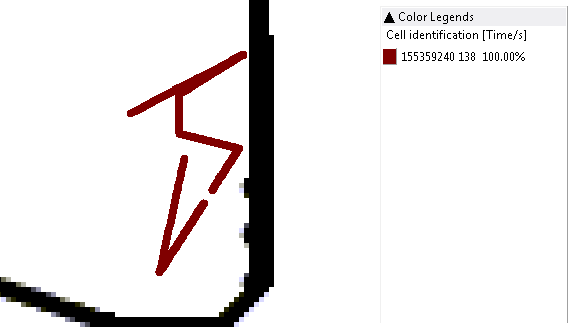 Color Legends
Cell identification [Time/s]
155359240 138 100.00%